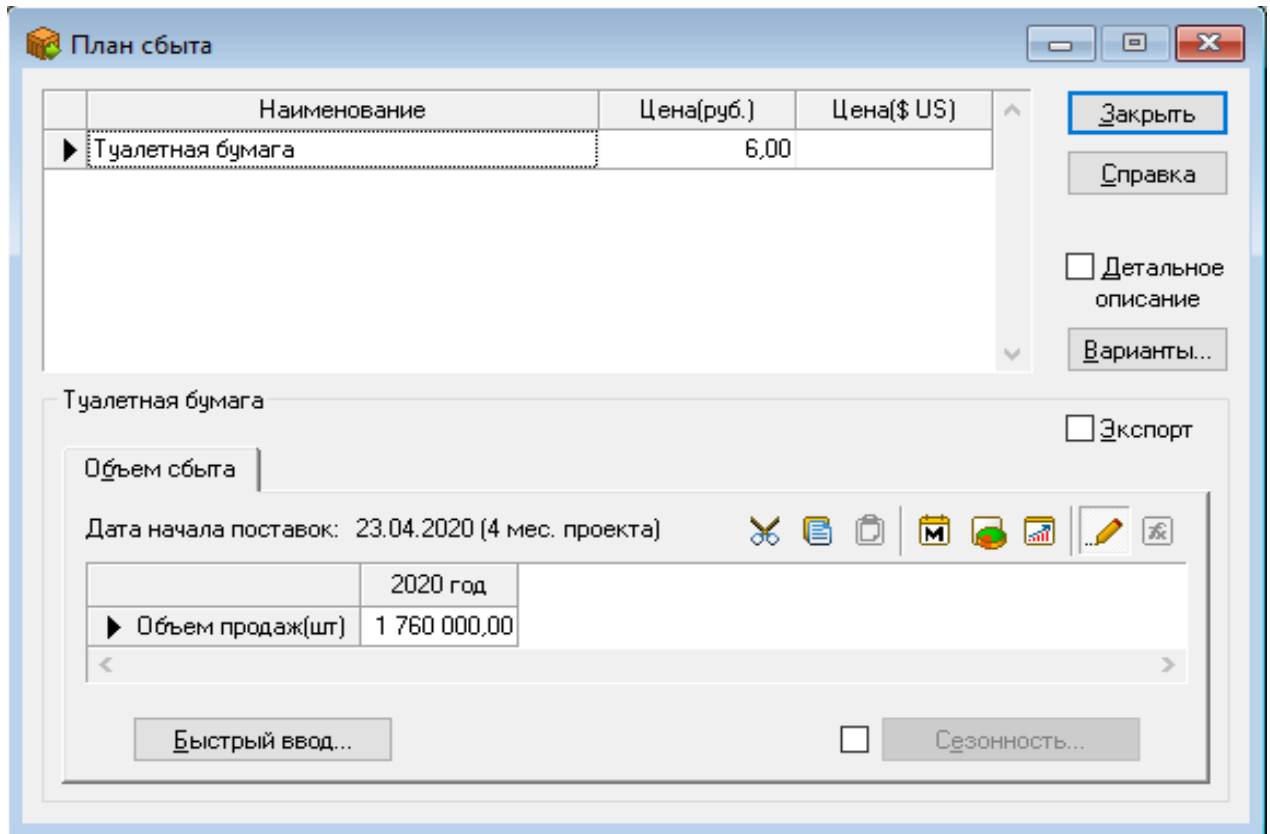 План сбыта
Наименование Цена(руб.) Цена($ US)
Туалетная бумага 6,00
Закрыть
Справка
Детальное
описание
Варианты...
Туалетная бумага
Экспорт
Объем сбыта
Дата начала поставок: 23.04.2020 (4 мес. проекта)
2020 год
Объем продаж(шт) 1 760 000,00
Быстрый ввод...
Сезонность...